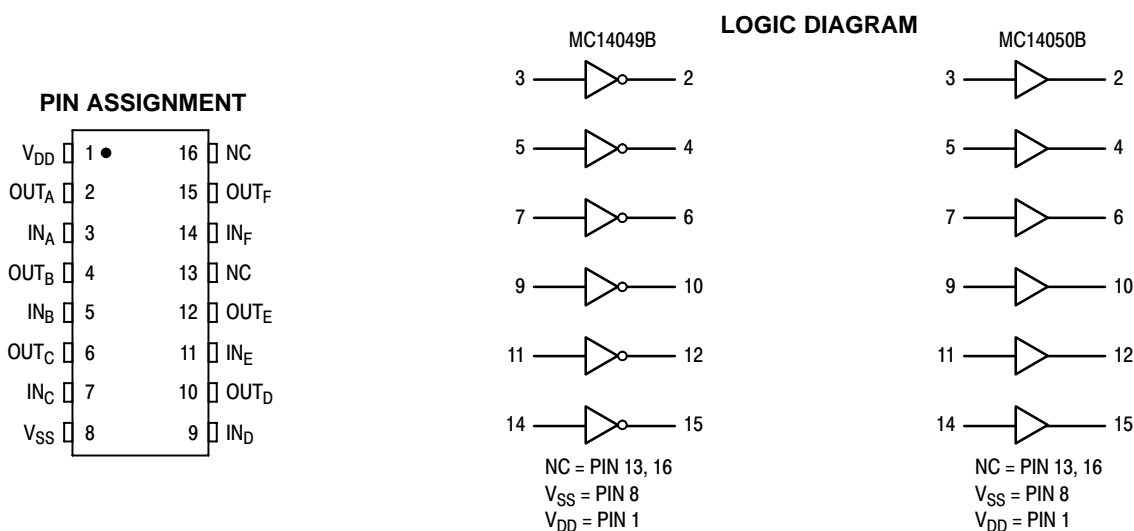 LOGIC DIAGRAM
PIN ASSIGNMENT
VDD 1 16 NC
OUTA 2 15 OUTF
INA 3 14 INF
OUTB 4 13 NC
INB 5 12 OUTE
OUTC 6 11 INE
INC 7 10 OUTD
VSS 8 9 IND
MC14049B
3 2
5 4
7 6
9 10
11 12
14 15
NC = PIN 13, 16
VSS = PIN 8
VDD = PIN 1
MC14050B
3 2
5 4
7 6
9 10
11 12
14 15
NC = PIN 13, 16
VSS = PIN 8
VDD = PIN 1